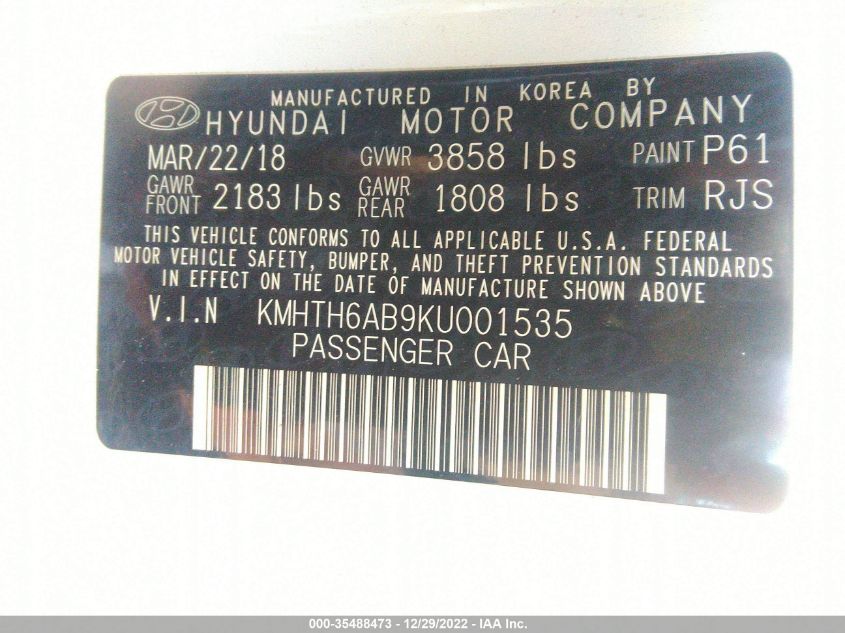 MANUFACTURED IN KOREA BY
HYUNDAI MOTOR COMPANY
MAR/22/18 GVWR 3858 lbs PAINT P61
GAWR FRONT 2183 lbs GAWR REAR 1808 lbs TRIM RJS
THIS VEHICLE CONFORMS TO ALL APPLICABLE U.S.A. FEDERAL
MOTOR VEHICLE SAFETY, BUMPER, AND THEFT PREVENTION STANDARDS
IN EFFECT ON THE DATE OF MANUFACTURE SHOWN ABOVE
V.I.N KMHTH6AB9KU001535
PASSENGER CAR
000-35488473 - 12/29/2022 - IAA Inc.